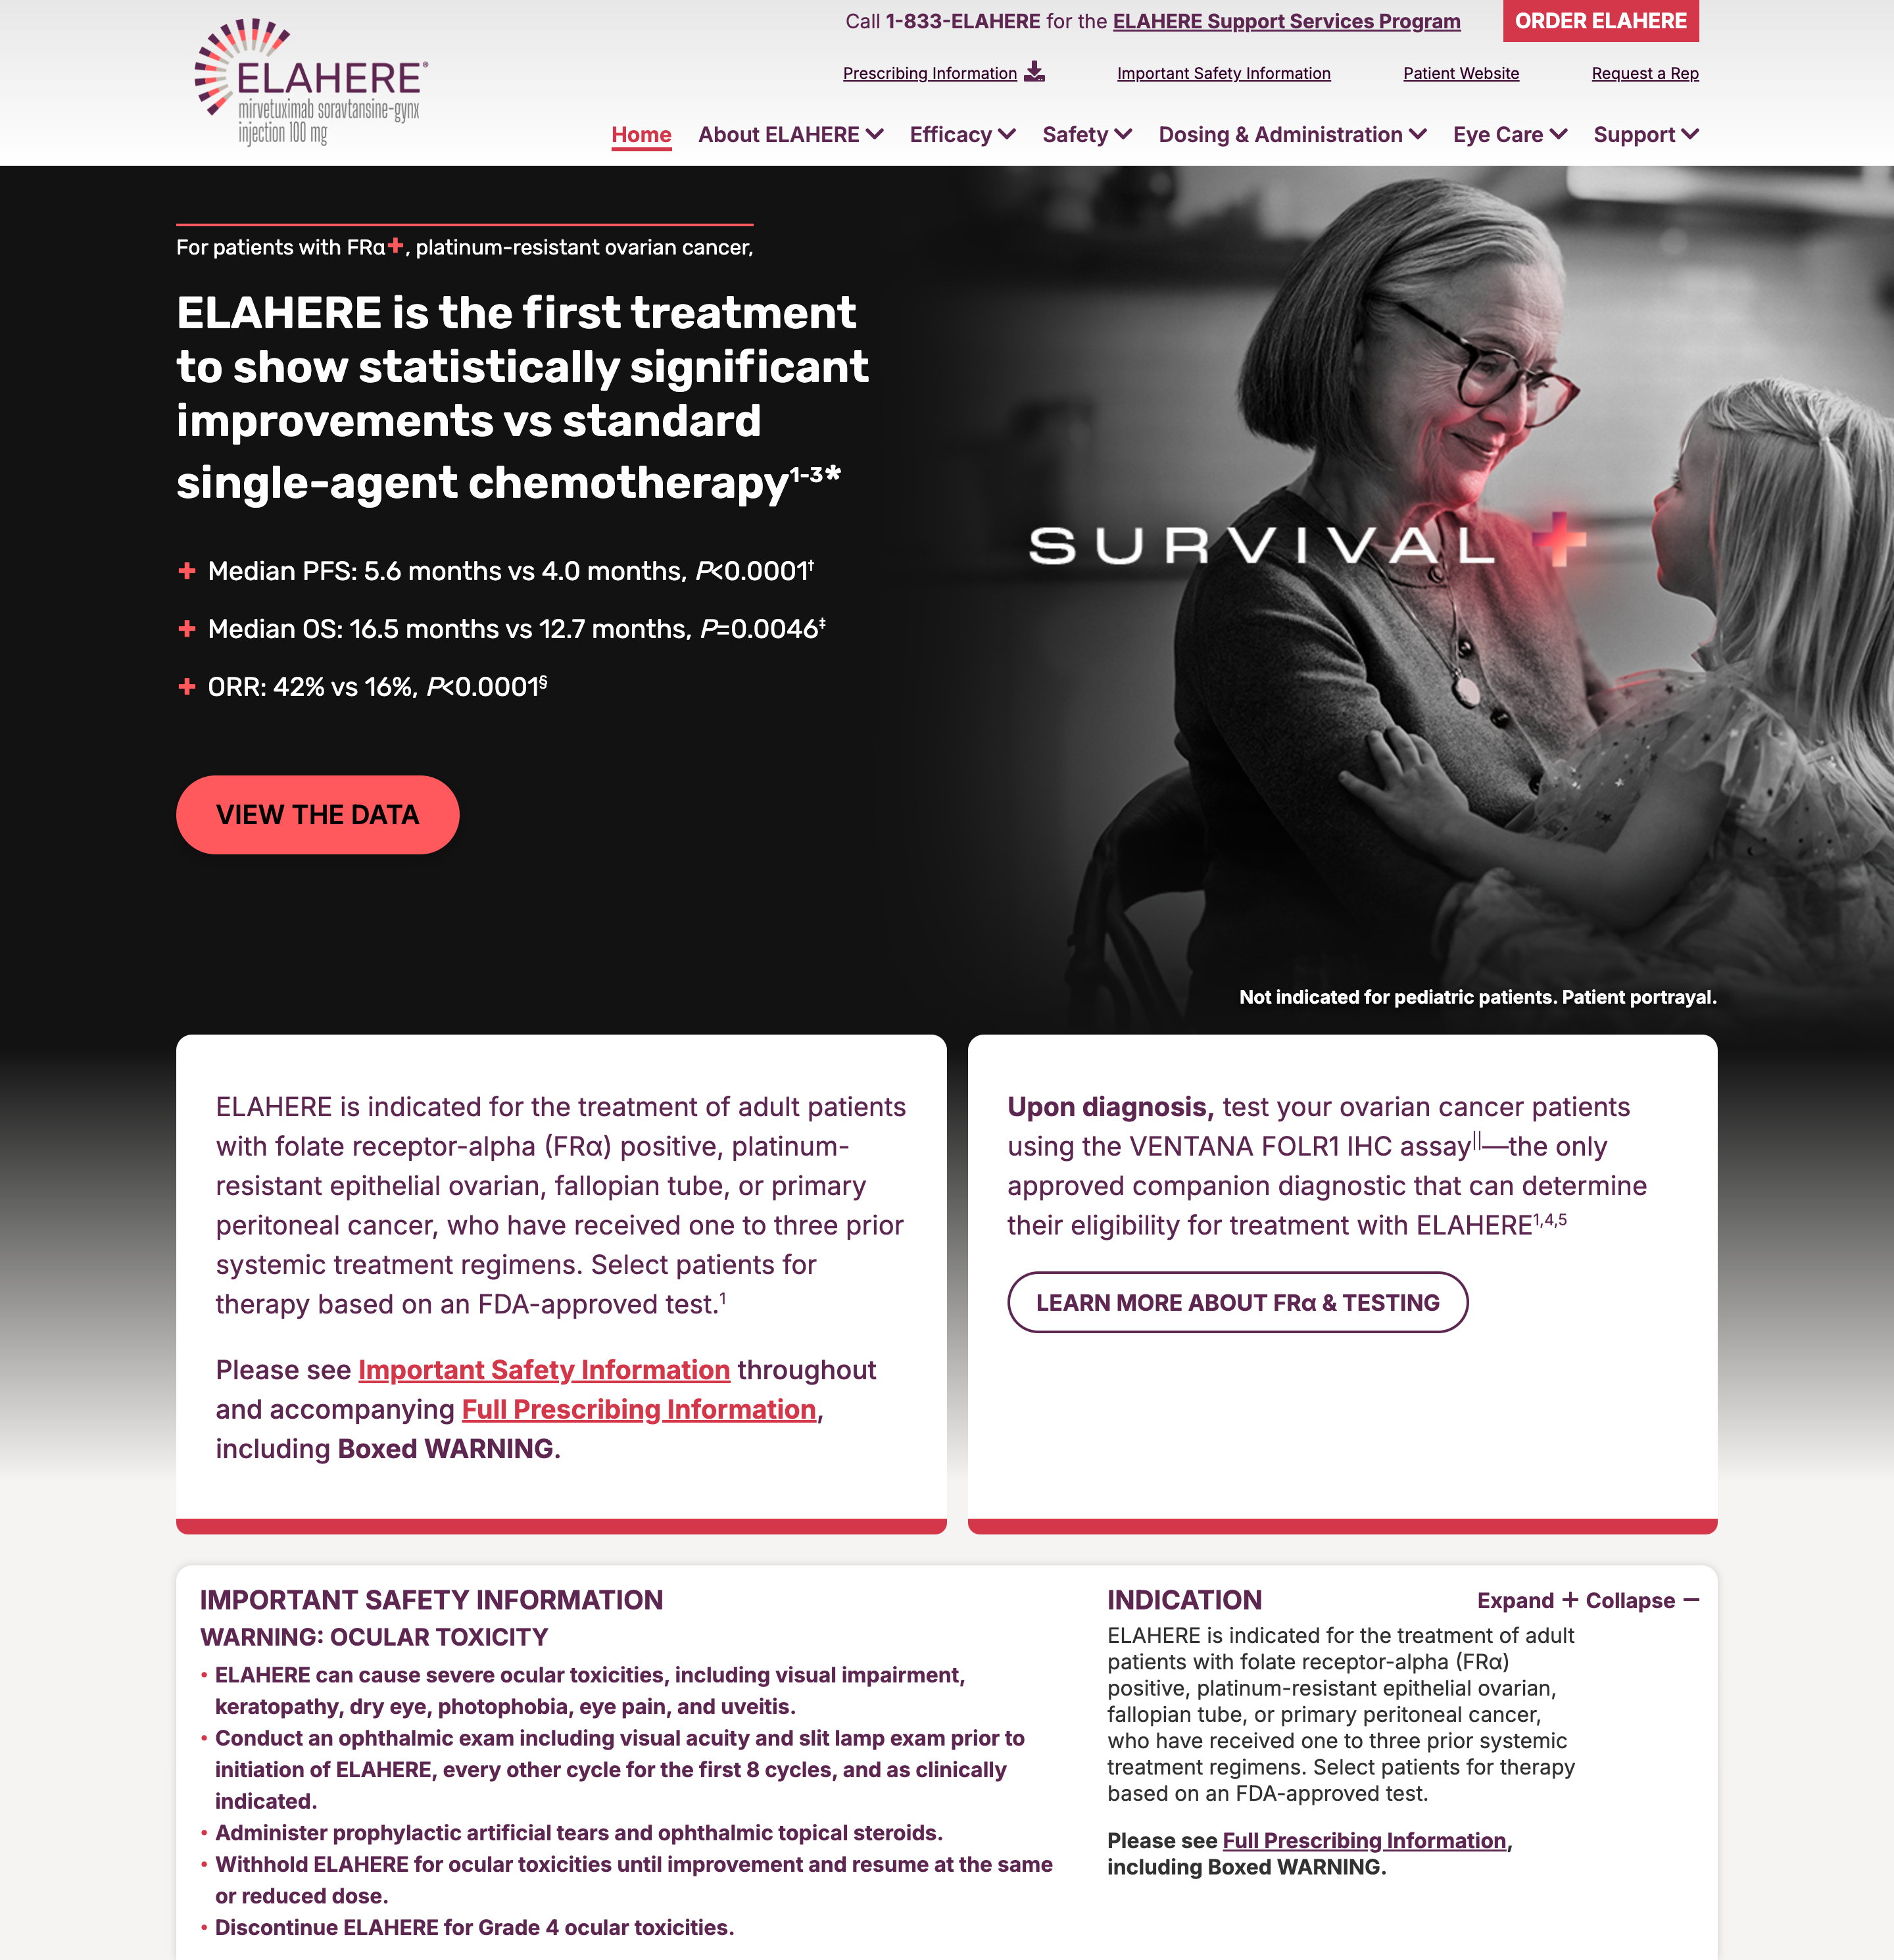 Call 1-833-ELAHERE for the ELAHERE Support Services Program
ORDER ELAHERE
ELAHERE®
mirvetuximab soravtansine-gynx
injection 100 mg
Prescribing Information
Important Safety Information
Patient Website
Request a Rep
Home
About ELAHERE
Efficacy
Safety
Dosing & Administration
Eye Care
Support
For patients with FRα+, platinum-resistant ovarian cancer,
ELAHERE is the first treatment
to show statistically significant
improvements vs standard
single-agent chemotherapy¹⁻³*
+ Median PFS: 5.6 months vs 4.0 months, P<0.0001†
+ Median OS: 16.5 months vs 12.7 months, P=0.0046‡
+ ORR: 42% vs 16%, P<0.0001§
VIEW THE DATA
SURVIVAL +
Not indicated for pediatric patients. Patient portrayal.
ELAHERE is indicated for the treatment of adult patients
with folate receptor-alpha (FRα) positive, platinum-
resistant epithelial ovarian, fallopian tube, or primary
peritoneal cancer, who have received one to three prior
systemic treatment regimens. Select patients for
therapy based on an FDA-approved test.¹
Please see Important Safety Information throughout
and accompanying Full Prescribing Information,
including Boxed WARNING.
Upon diagnosis, test your ovarian cancer patients
using the VENTANA FOLR1 IHC assay||—the only
approved companion diagnostic that can determine
their eligibility for treatment with ELAHERE¹,⁴,⁵
LEARN MORE ABOUT FRα & TESTING
IMPORTANT SAFETY INFORMATION
WARNING: OCULAR TOXICITY
• ELAHERE can cause severe ocular toxicities, including visual impairment,
keratopathy, dry eye, photophobia, eye pain, and uveitis.
• Conduct an ophthalmic exam including visual acuity and slit lamp exam prior to
initiation of ELAHERE, every other cycle for the first 8 cycles, and as clinically
indicated.
• Administer prophylactic artificial tears and ophthalmic topical steroids.
• Withhold ELAHERE for ocular toxicities until improvement and resume at the same
or reduced dose.
• Discontinue ELAHERE for Grade 4 ocular toxicities.
INDICATION
Expand + Collapse −
ELAHERE is indicated for the treatment of adult
patients with folate receptor-alpha (FRα)
positive, platinum-resistant epithelial ovarian,
fallopian tube, or primary peritoneal cancer,
who have received one to three prior systemic
treatment regimens. Select patients for therapy
based on an FDA-approved test.
Please see Full Prescribing Information,
including Boxed WARNING.